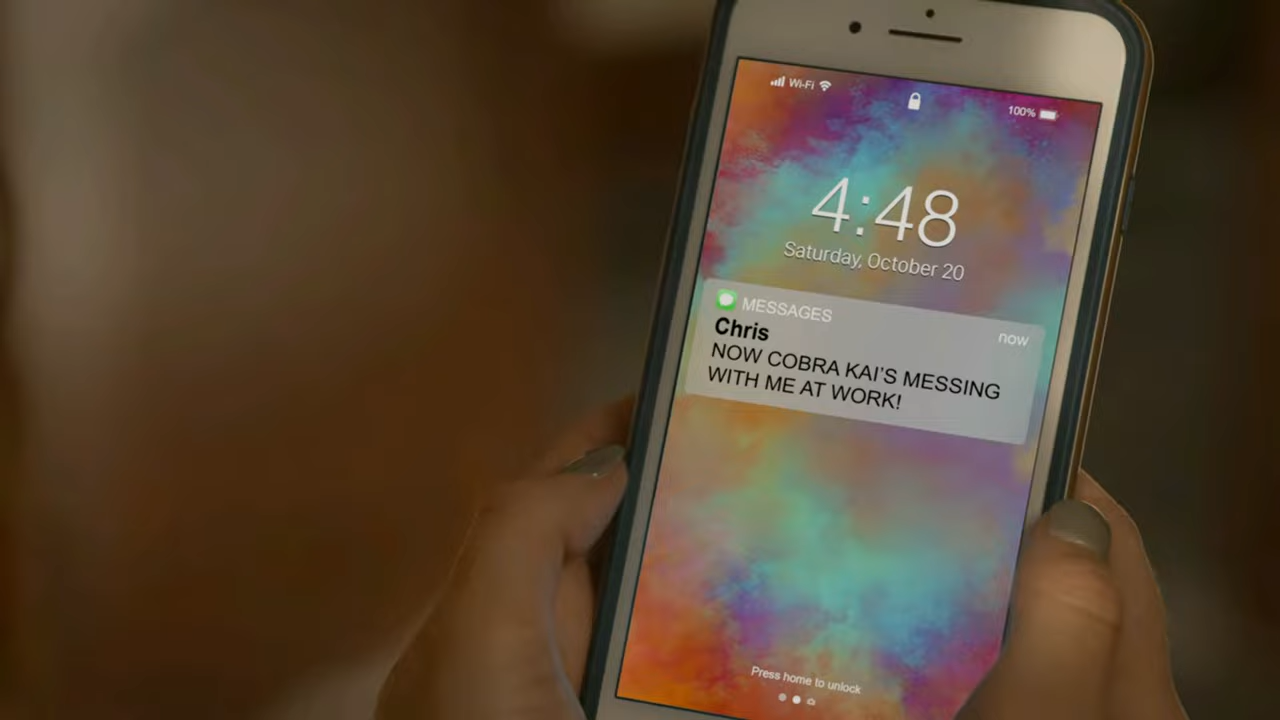 Wi-Fi
100%
4:48
Saturday, October 20
MESSAGES
now
Chris
NOW COBRA KAI'S MESSING
WITH ME AT WORK!
Press home to unlock